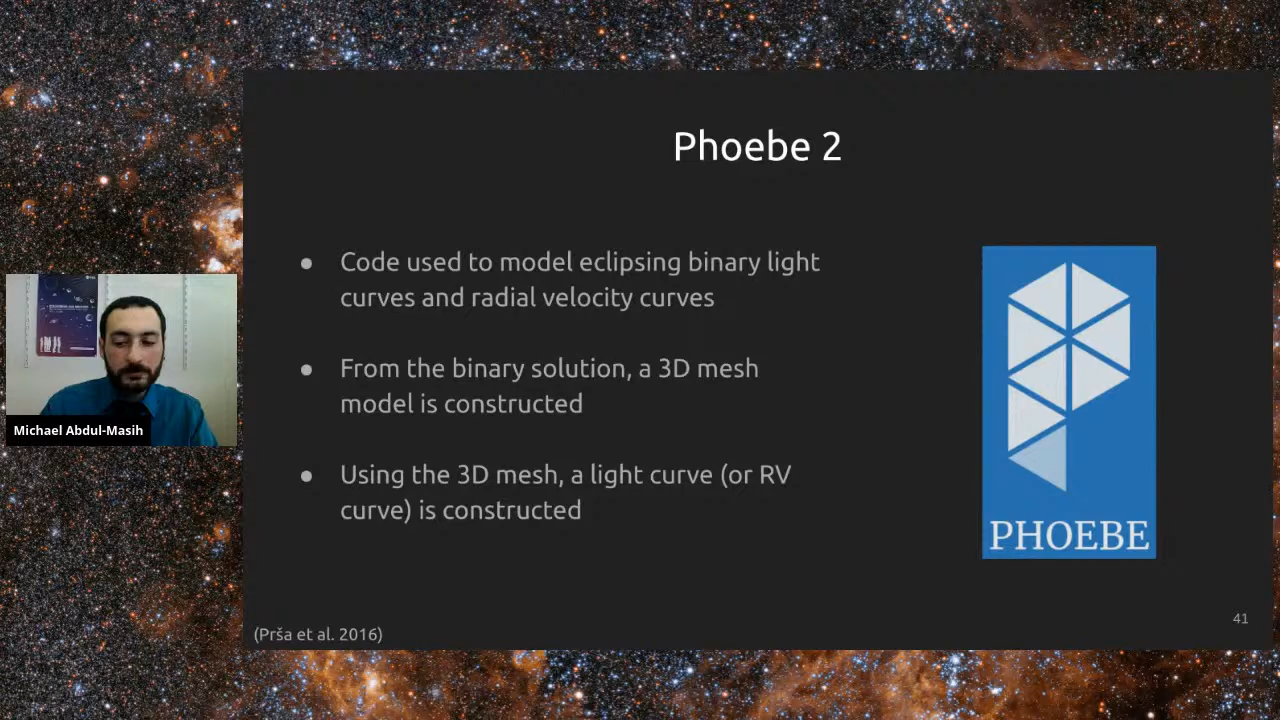 Phoebe 2
● Code used to model eclipsing binary light
curves and radial velocity curves
● From the binary solution, a 3D mesh
model is constructed
● Using the 3D mesh, a light curve (or RV
curve) is constructed
PHOEBE
Michael Abdul-Masih
41
(Prša et al. 2016)